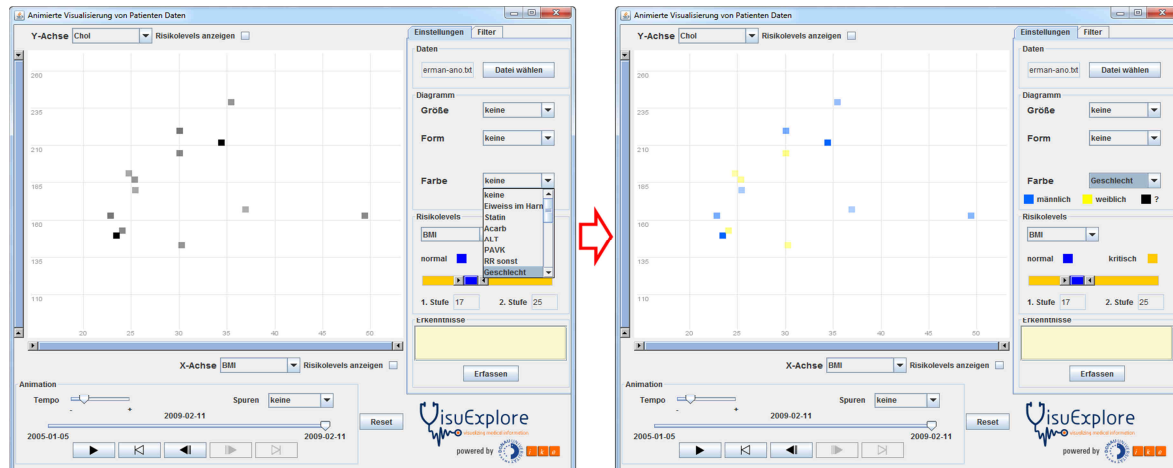 Animierte Visualisierung von Patienten Daten
Y-Achse Chol Risikolevels anzeigen
260
235
210
185
160
135
110
20 25 30 35 40 45 50
X-Achse BMI Risikolevels anzeigen
Animation
Tempo - + Spuren keine
2009-02-11
2005-01-05 2009-02-11
Reset
Einstellungen Filter
Daten
erman-ano.txt Datei wählen
Diagramm
Größe keine
Form keine
Farbe keine
keine
Eiweiss im Harn
Statin
Acarb
ALT
PAVK
RR sonst
Geschlecht
Risikolevels
BMI
normal
1. Stufe 17 2. Stufe 25
Erkenntnisse
Erfassen
VisuExplore
visualizing medical information
powered by
ike
Animierte Visualisierung von Patienten Daten
Y-Achse Chol Risikolevels anzeigen
260
235
210
185
160
135
110
20 25 30 35 40 45 50
X-Achse BMI Risikolevels anzeigen
Animation
Tempo - + Spuren keine
2009-02-11
2005-01-05 2009-02-11
Reset
Einstellungen Filter
Daten
erman-ano.txt Datei wählen
Diagramm
Größe keine
Form keine
Farbe Geschlecht
männlich weiblich ?
Risikolevels
BMI
normal kritisch
1. Stufe 17 2. Stufe 25
Erkenntnisse
Erfassen
VisuExplore
visualizing medical information
powered by
ike